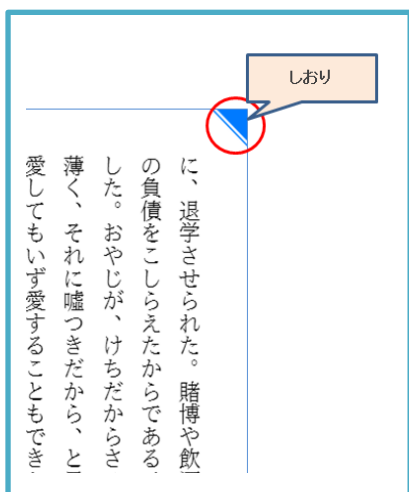 しおり
に、退学させられた。賭博や飲
の負債をこしらえたからである
した。おやじが、けちだからさ
薄く、それに嘘つきだから、と
愛してもいず愛することもでき